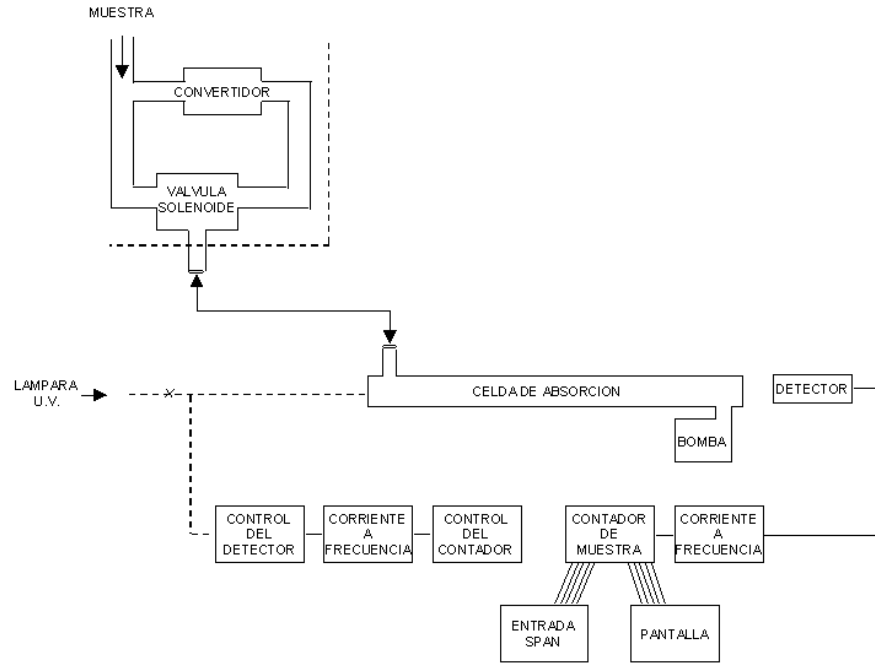 MUESTRA
CONVERTIDOR
VALVULA
SOLENOIDE
LAMPARA
U.V.
X
CELDA DE ABSORCION
DETECTOR
BOMBA
CONTROL
DEL
DETECTOR
CORRIENTE
A
FRECUENCIA
CONTROL
DEL
CONTADOR
CONTADOR
DE
MUESTRA
CORRIENTE
A
FRECUENCIA
ENTRADA
SPAN
PANTALLA